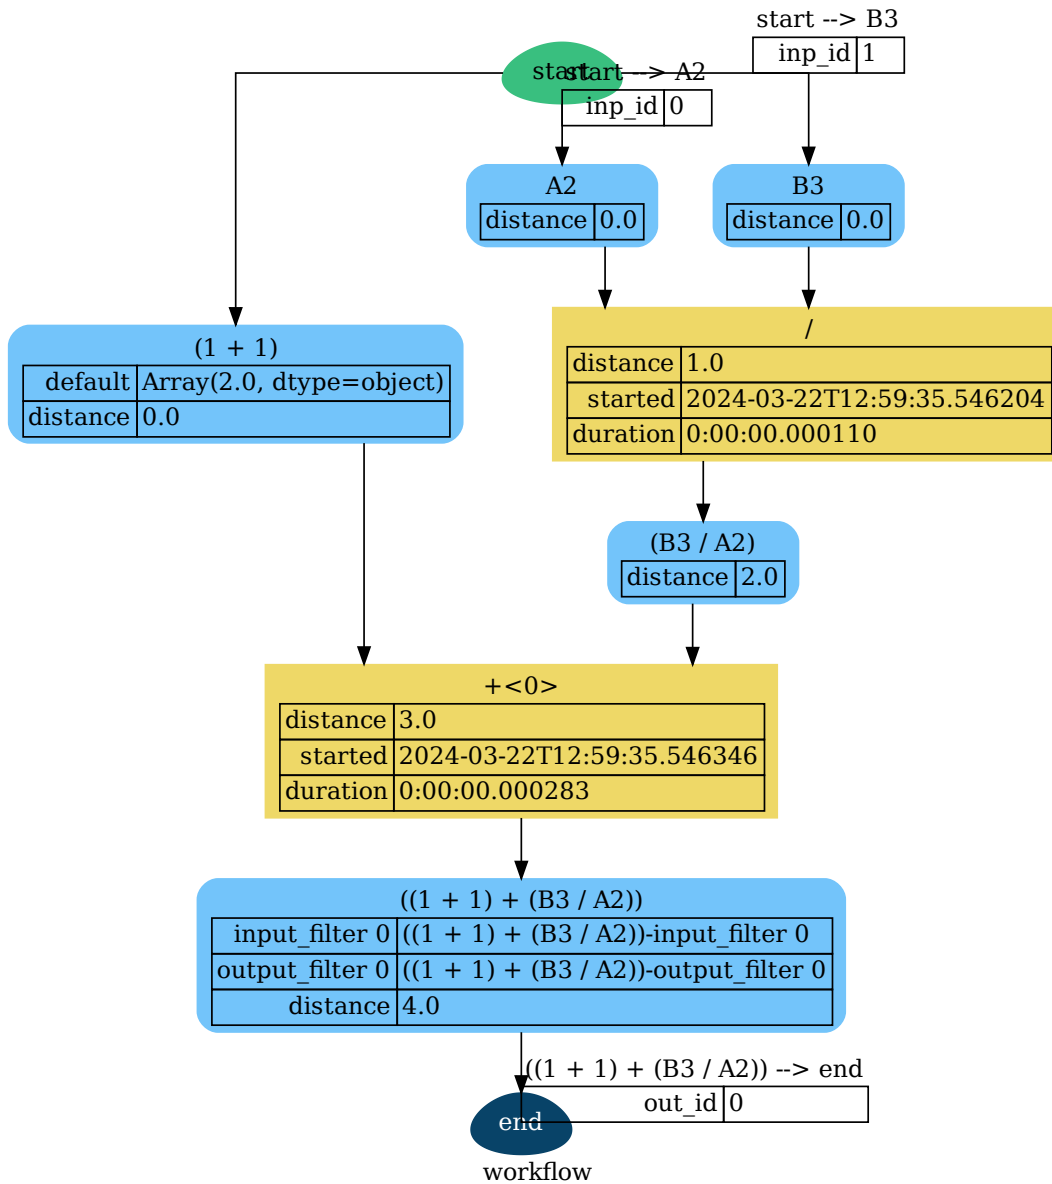 start --> B3
inp_id 1
start
start --> A2
inp_id 0
A2
distance 0.0
B3
distance 0.0
(1 + 1)
default Array(2.0, dtype=object)
distance 0.0
/
distance 1.0
started 2024-03-22T12:59:35.546204
duration 0:00:00.000110
(B3 / A2)
distance 2.0
+<0>
distance 3.0
started 2024-03-22T12:59:35.546346
duration 0:00:00.000283
((1 + 1) + (B3 / A2))
input_filter 0 ((1 + 1) + (B3 / A2))-input_filter 0
output_filter 0 ((1 + 1) + (B3 / A2))-output_filter 0
distance 4.0
((1 + 1) + (B3 / A2)) --> end
out_id 0
end
workflow